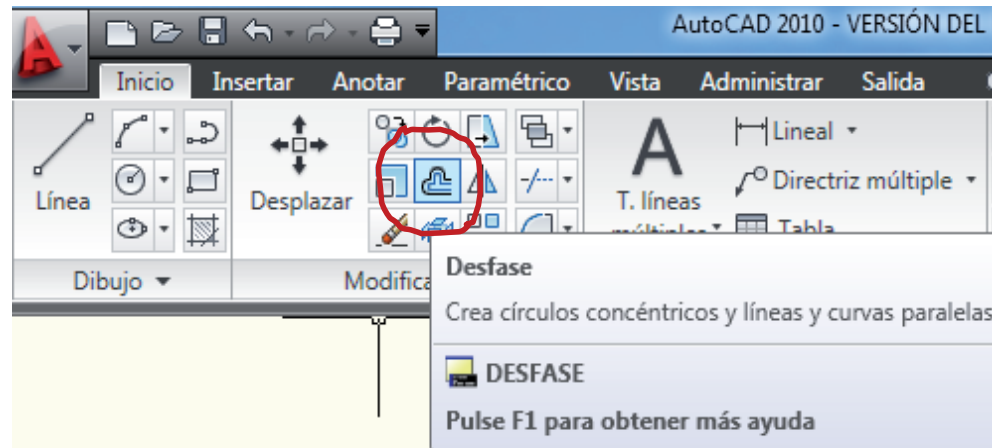 AutoCAD 2010 - VERSIÓN DEL
Inicio Insertar Anotar Paramétrico Vista Administrar Salida
Línea
Desplazar
A
T. líneas
múltiples
Lineal
Directriz múltiple
Tabla
Dibujo
Modifica
Desfase
Crea círculos concéntricos y líneas y curvas paralelas
DESFASE
Pulse F1 para obtener más ayuda